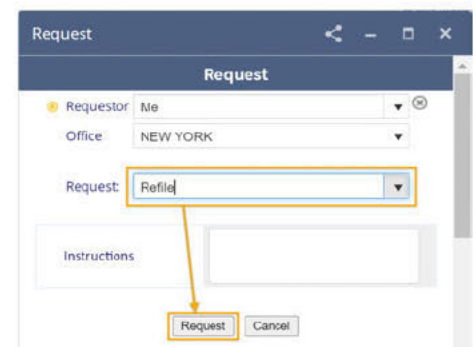 Request
Request
Requestor Me
Office NEW YORK
Request: Refile
Instructions
Request Cancel